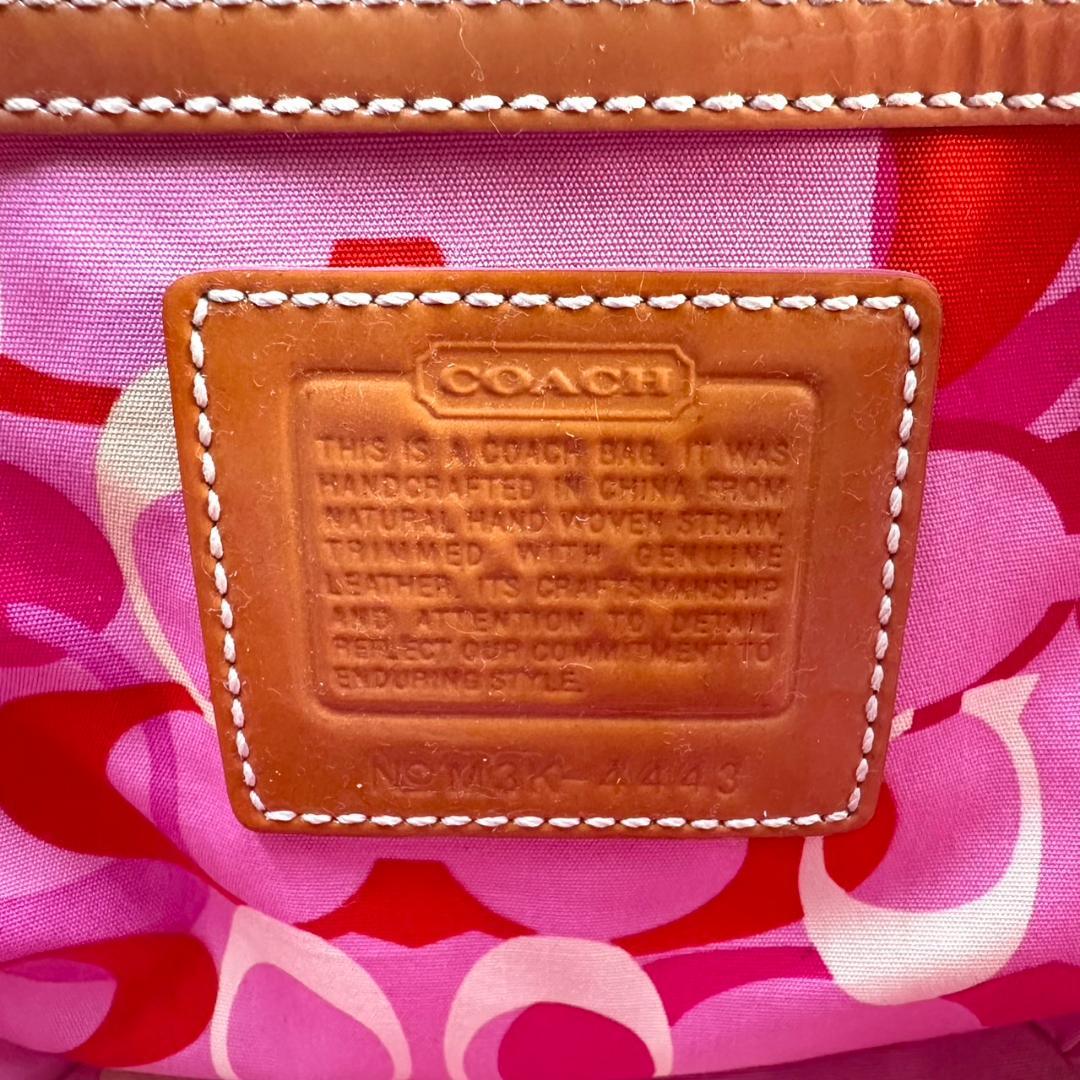 COACH
THIS IS A COACH BAG. IT WAS
HANDCRAFTED IN CHINA FROM
NATURAL HAND WOVEN STRAW,
TRIMMED WITH GENUINE
LEATHER. ITS CRAFTSMANSHIP
AND ATTENTION TO DETAIL
REFLECT OUR COMMITMENT TO
ENDURING STYLE.
No M3K-4443